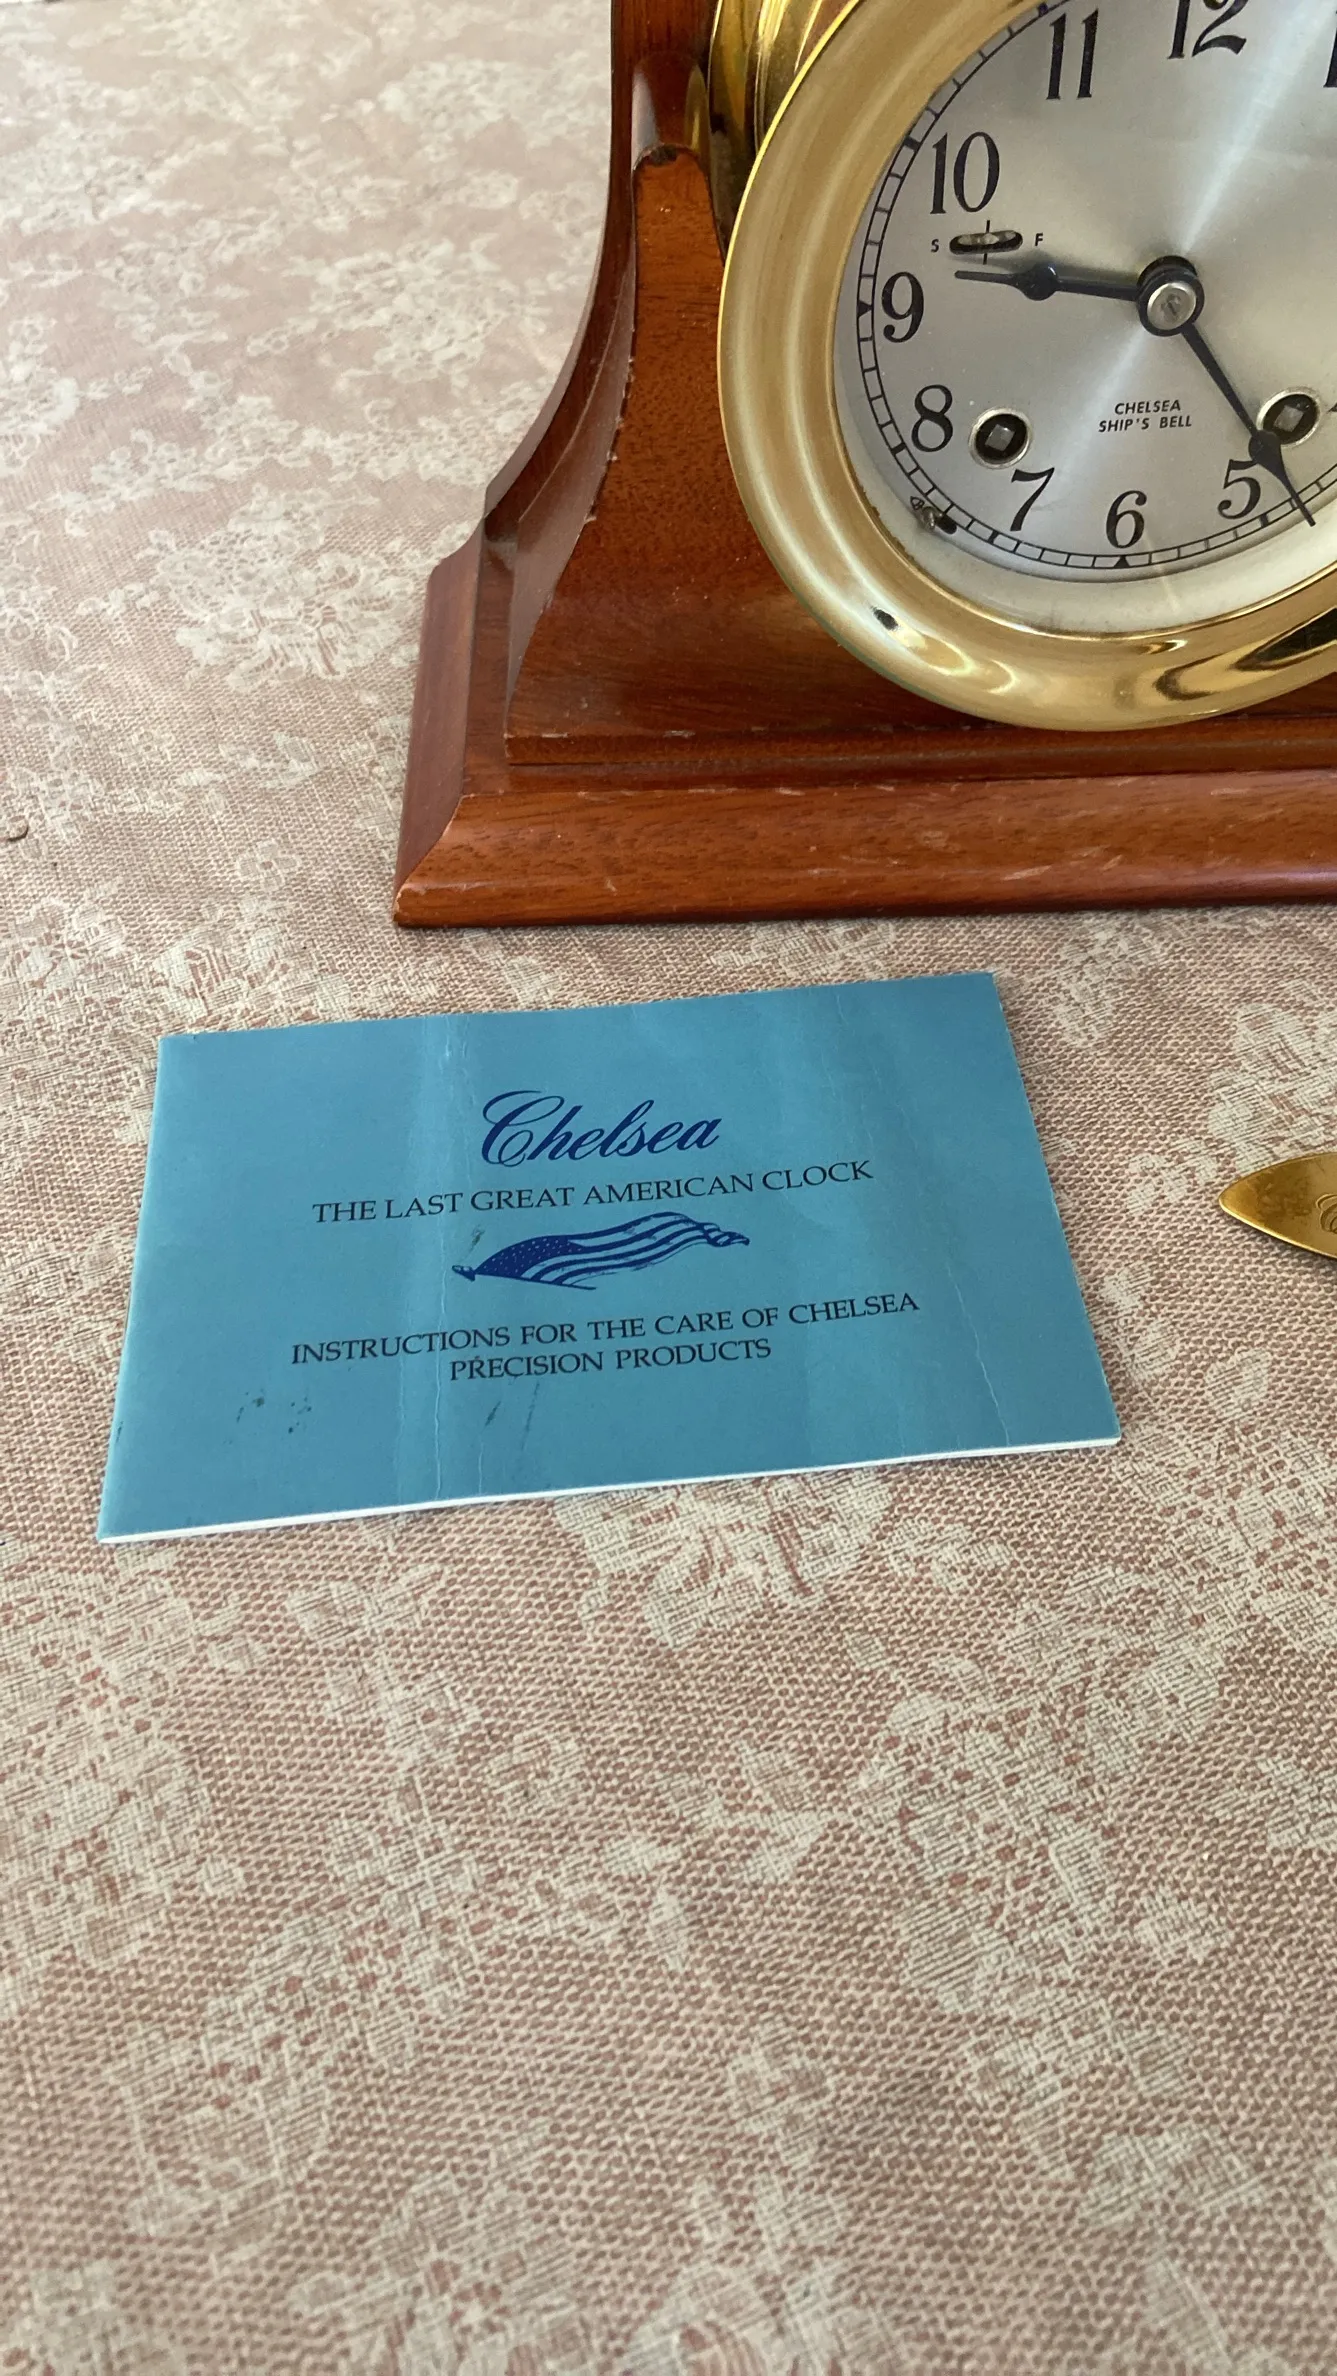 11
12
10
S F
9
8
7
6
5
CHELSEA
SHIP'S BELL
Chelsea
THE LAST GREAT AMERICAN CLOCK
INSTRUCTIONS FOR THE CARE OF CHELSEA
PRECISION PRODUCTS